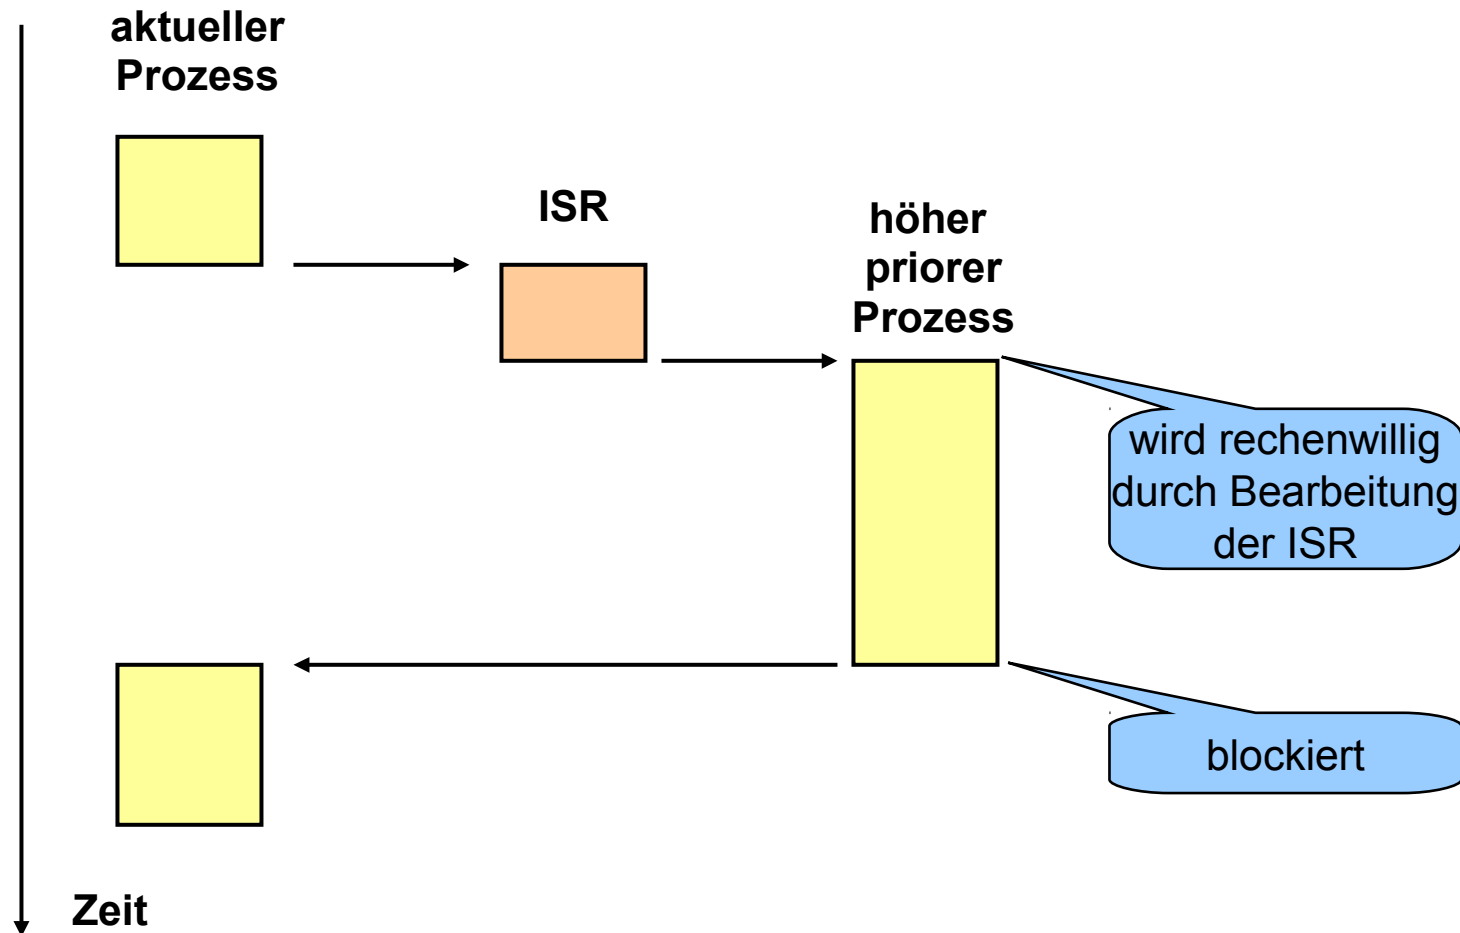 aktueller
Prozess
ISR
höher
priorer
Prozess
wird rechenwillig
durch Bearbeitung
der ISR
blockiert
Zeit